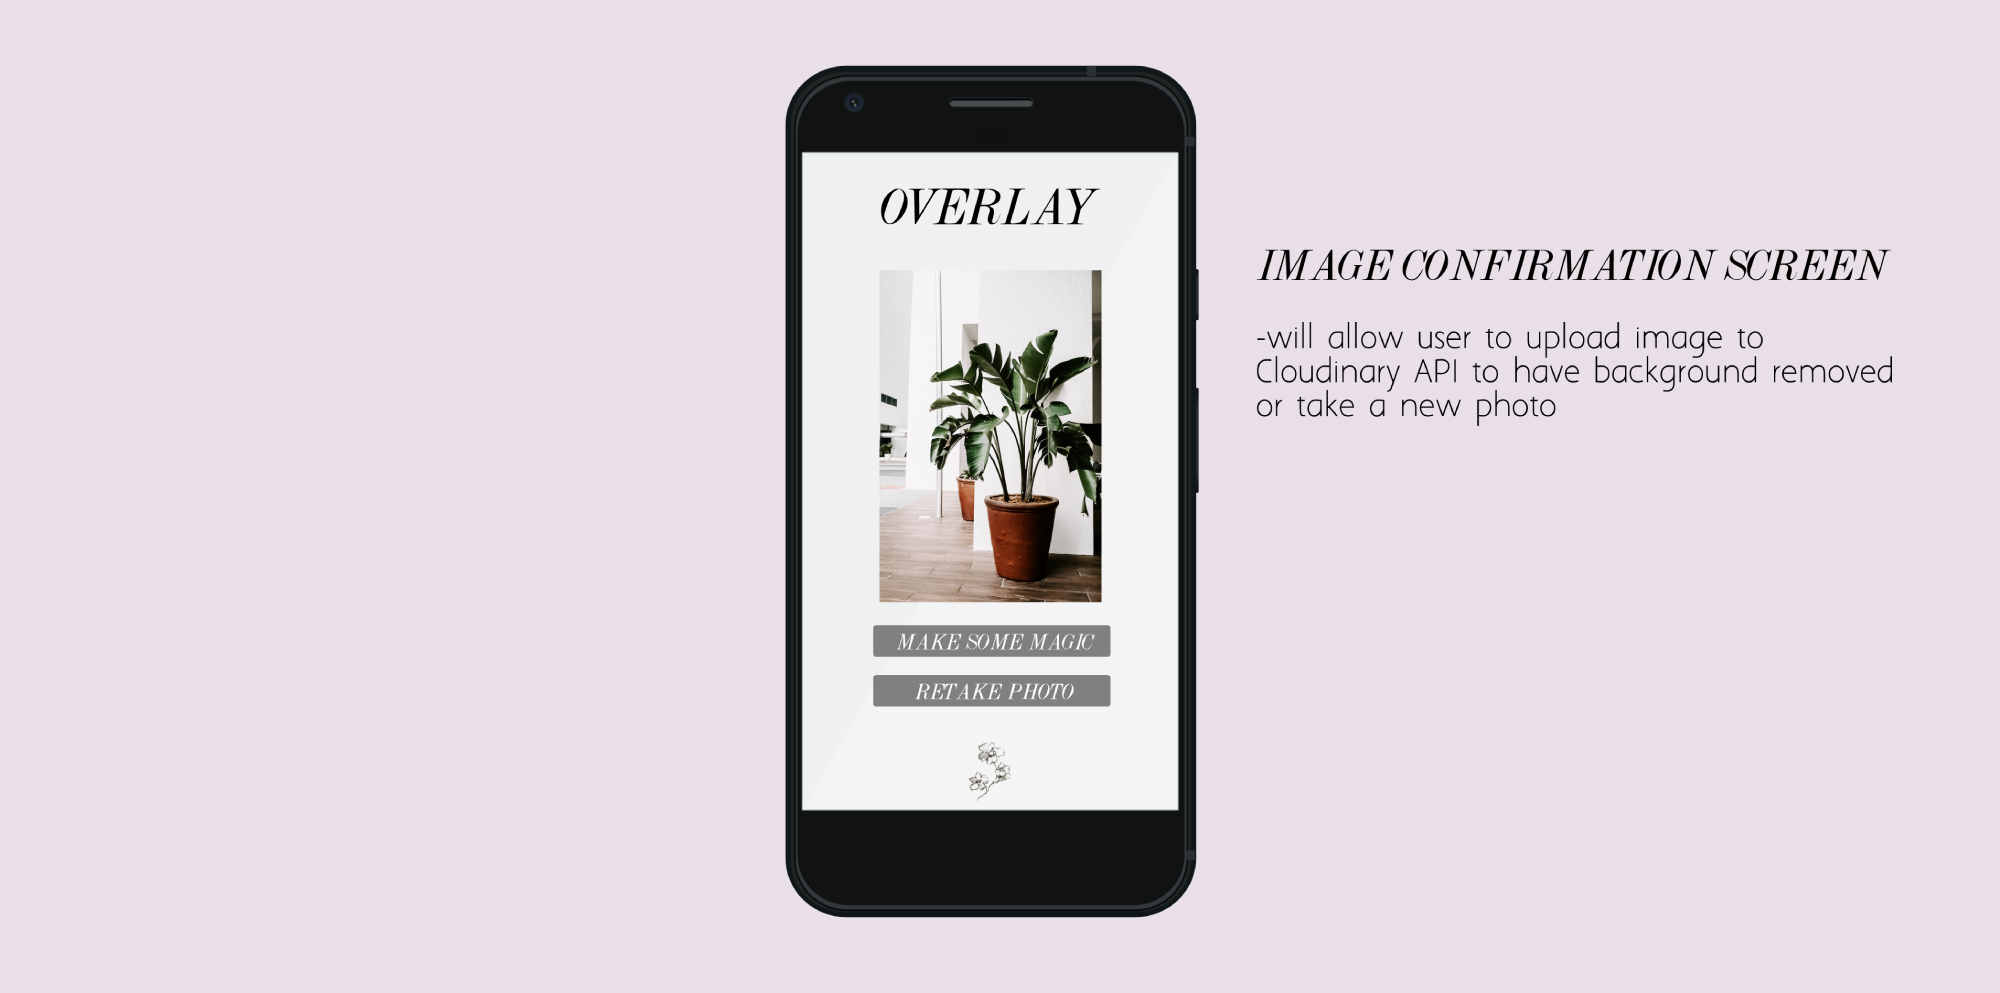 OVERLAY
MAKE SOME MAGIC
RETAKE PHOTO
IMAGE CONFIRMATION SCREEN
-will allow user to upload image to
Cloudinary API to have background removed
or take a new photo